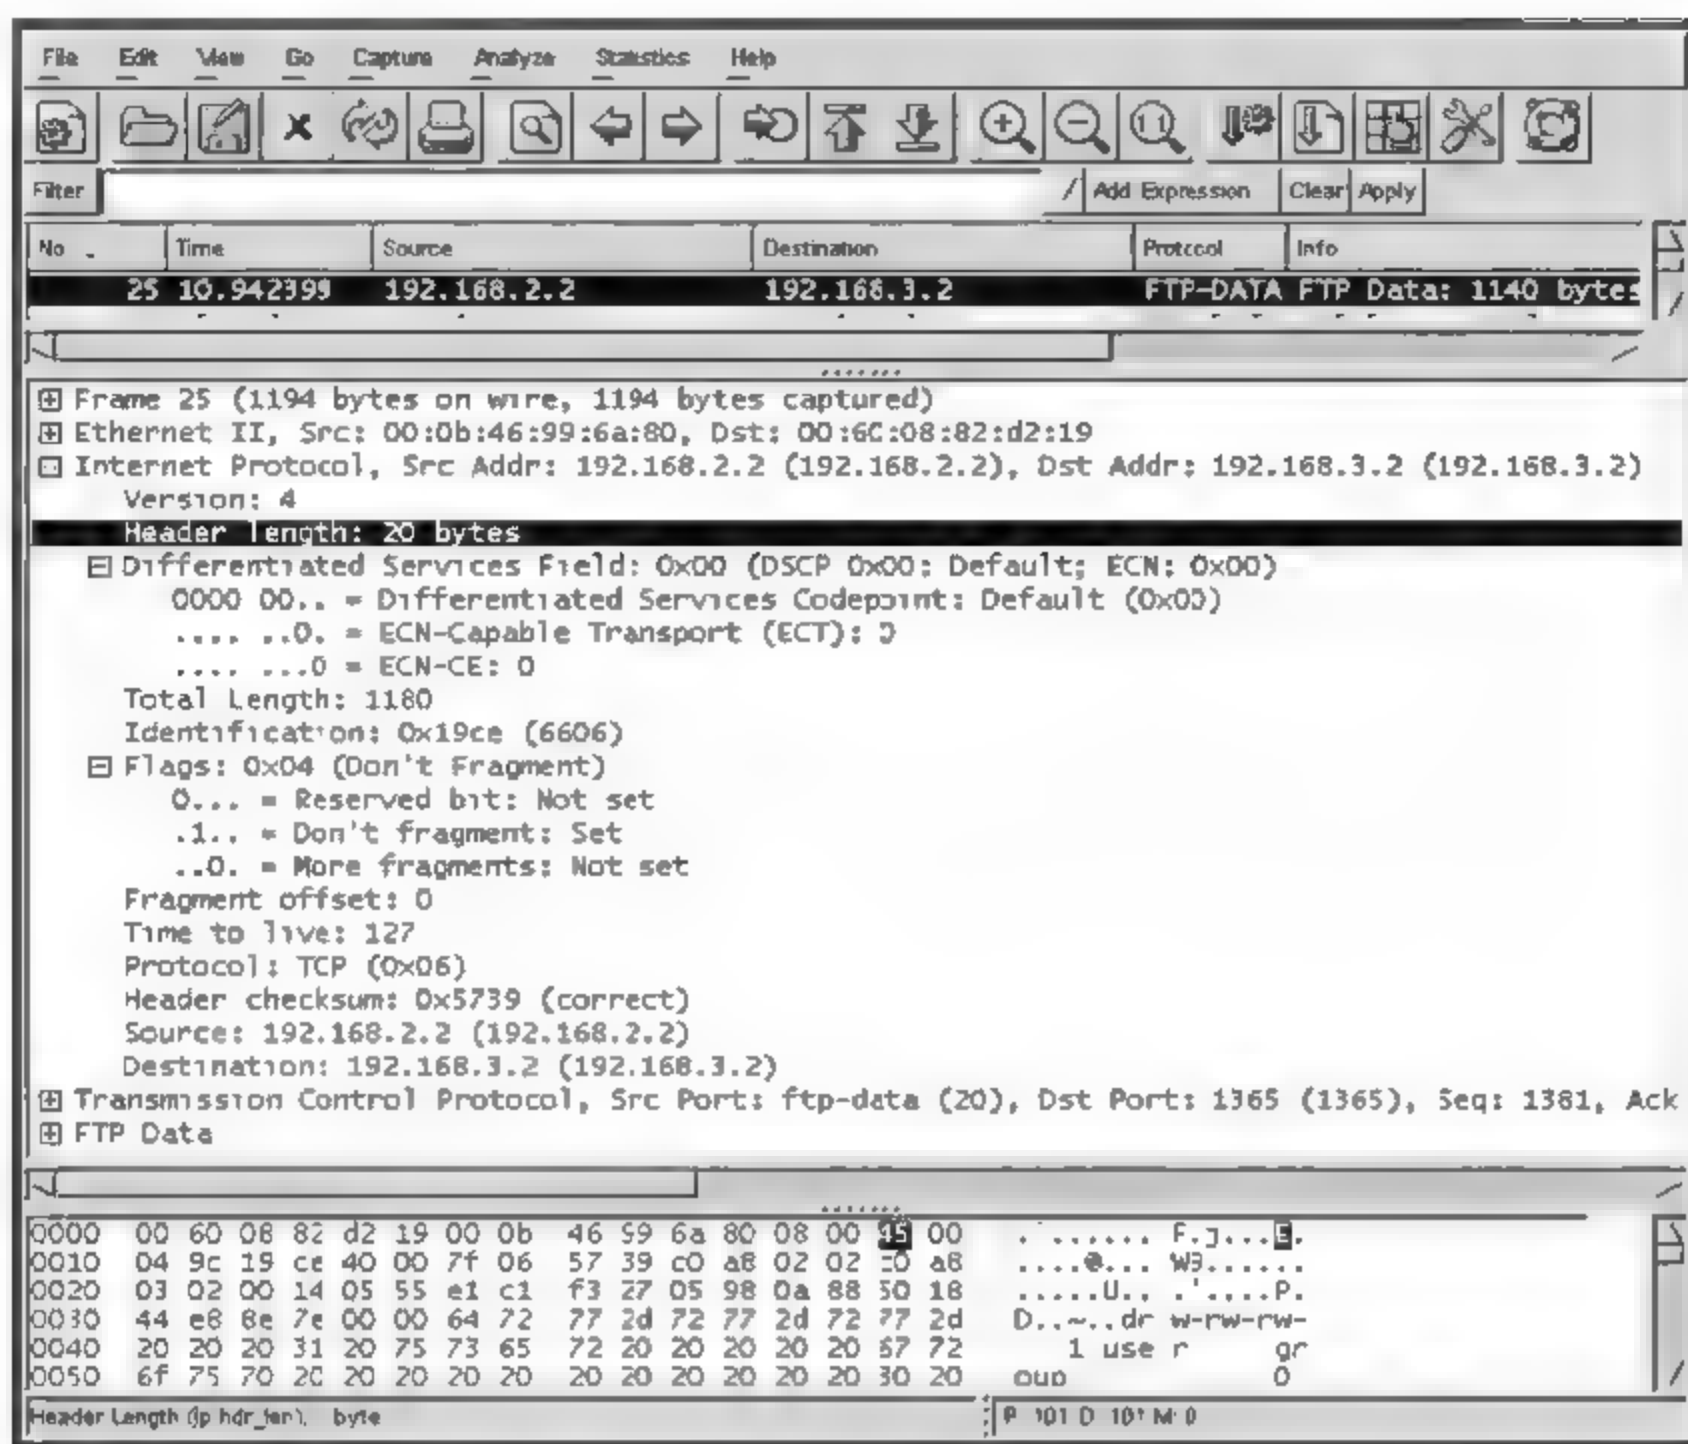 File Edit View Go Capture Analyze Statistics Help
Filter / Add Expression Clear Apply
No . Time Source Destination Protocol Info
25 10.942399 192.168.2.2 192.168.3.2 FTP-DATA FTP Data: 1140 bytes
Frame 25 (1194 bytes on wire, 1194 bytes captured)
Ethernet II, Src: 00:0b:46:99:6a:80, Dst: 00:60:08:82:d2:19
Internet Protocol, Src Addr: 192.168.2.2 (192.168.2.2), Dst Addr: 192.168.3.2 (192.168.3.2)
Version: 4
Header length: 20 bytes
Differentiated Services Field: 0x00 (DSCP 0x00: Default; ECN: 0x00)
0000 00.. = Differentiated Services Codepoint: Default (0x00)
.... ..0. = ECN-Capable Transport (ECT): 0
.... ...0 = ECN-CE: 0
Total Length: 1180
Identification: 0x19ce (6606)
Flags: 0x04 (Don't Fragment)
0... = Reserved bit: Not set
.1.. = Don't fragment: Set
..0. = More fragments: Not set
Fragment offset: 0
Time to live: 127
Protocol: TCP (0x06)
Header checksum: 0x5739 (correct)
Source: 192.168.2.2 (192.168.2.2)
Destination: 192.168.3.2 (192.168.3.2)
Transmission Control Protocol, Src Port: ftp-data (20), Dst Port: 1365 (1365), Seq: 1381, Ack
FTP Data
0000 00 60 08 82 d2 19 00 0b 46 99 6a 80 08 00 45 00 .`...... F.j...E.
0010 04 9c 19 ce 40 00 7f 06 57 39 c0 a8 02 02 c0 a8 ....@... W9......
0020 03 02 00 14 05 55 e1 c1 f3 27 05 98 0a 88 50 18 .....U.. .'....P.
0030 44 e8 8e 7e 00 00 64 72 77 2d 72 77 2d 72 77 2d D..~..dr w-rw-rw-
0040 20 20 20 31 20 75 73 65 72 20 20 20 20 20 67 72 1 use r gr
0050 6f 75 70 20 20 20 20 20 20 20 20 20 20 20 30 20 oup 0
Header Length (ip hdr_len), byte P 101 D 101 M: 0